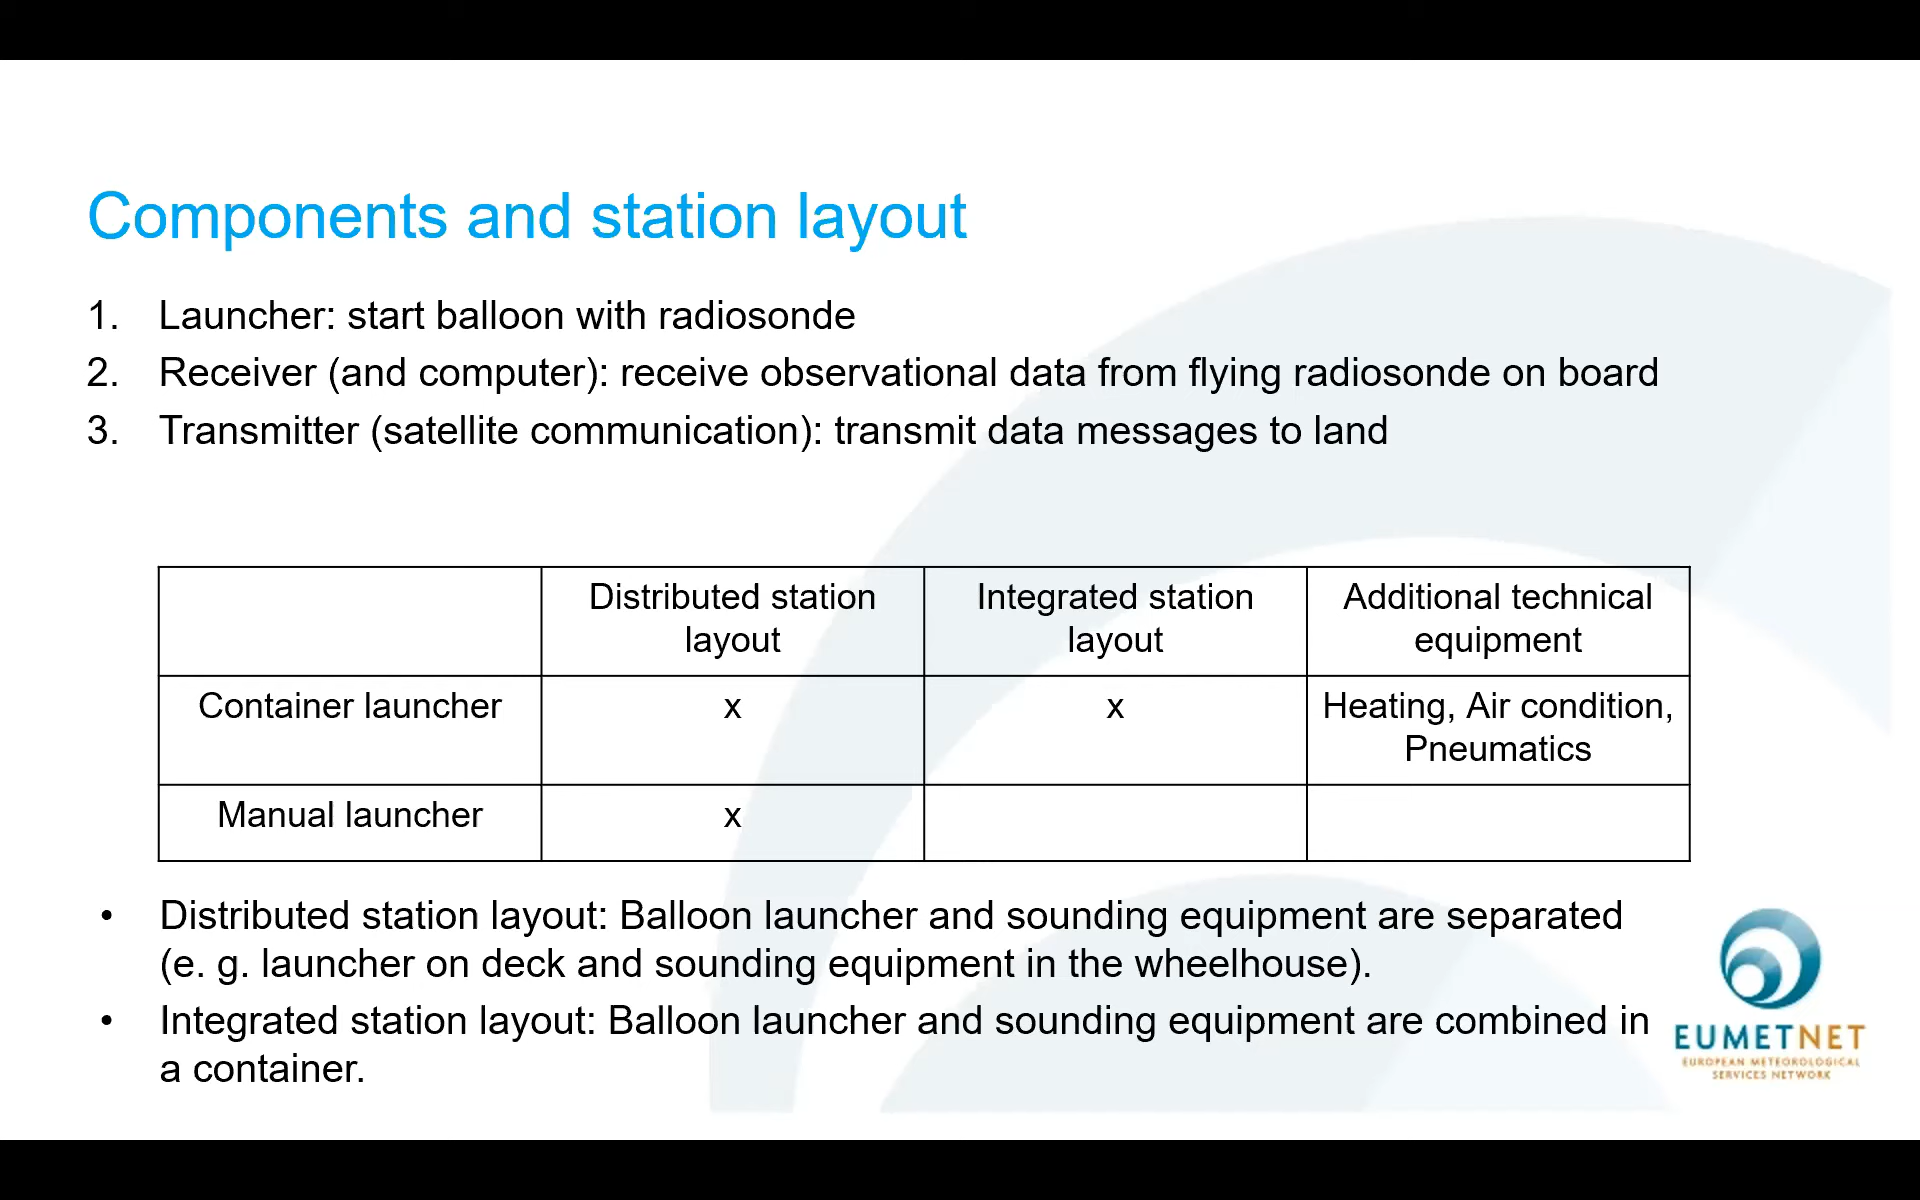 Components and station layout
1. Launcher: start balloon with radiosonde
2. Receiver (and computer): receive observational data from flying radiosonde on board
3. Transmitter (satellite communication): transmit data messages to land
Distributed station
layout
Integrated station
layout
Additional technical
equipment
Container launcher
x
x
Heating, Air condition,
Pneumatics
Manual launcher
x
• Distributed station layout: Balloon launcher and sounding equipment are separated
(e. g. launcher on deck and sounding equipment in the wheelhouse).
• Integrated station layout: Balloon launcher and sounding equipment are combined in
a container.
EUMETNET
EUROPEAN METEOROLOGICAL
SERVICES NETWORK